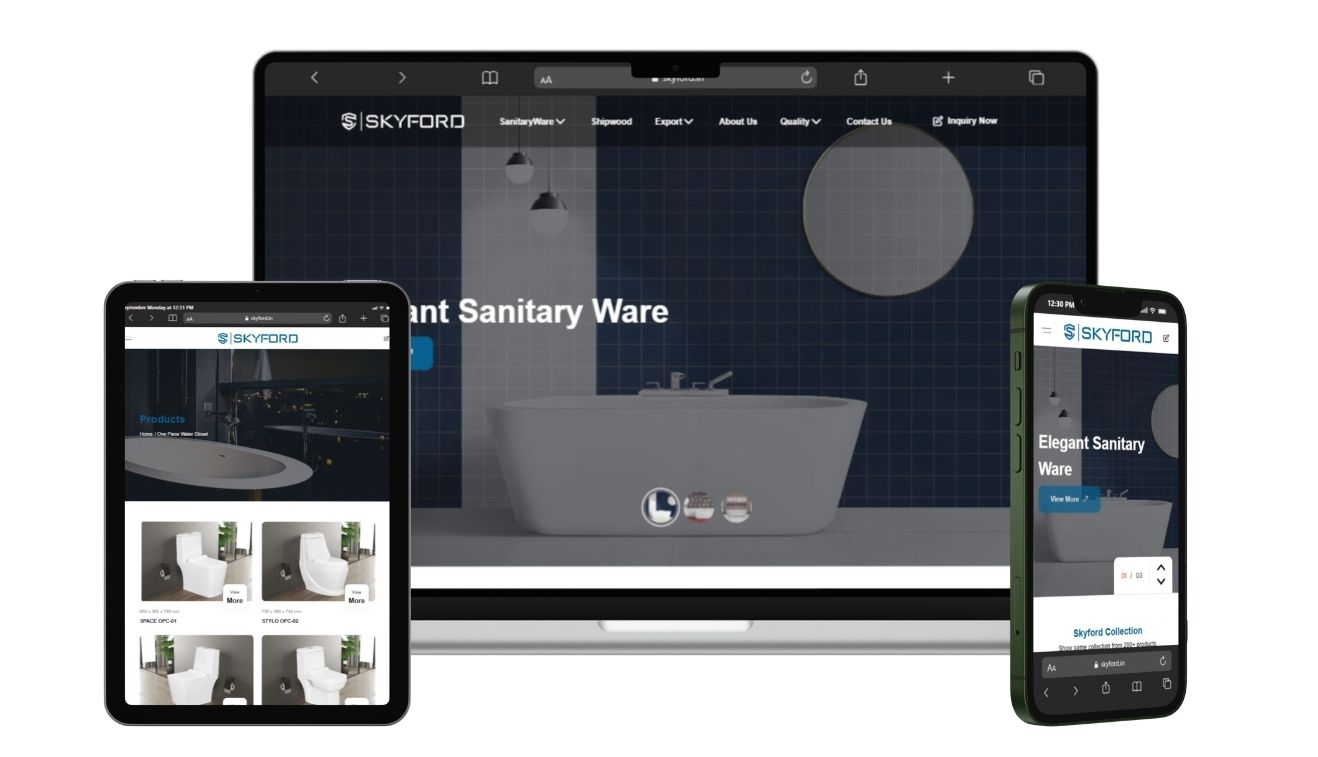 AA
skyford.in
SKYFORD
SanitaryWare
Shipwood
Export
About Us
Quality
Contact Us
Inquiry Now
ant Sanitary Ware
eptember Monday at 12:31 PM
AA
skyford.in
SKYFORD
Products
Home / One Piece Water Closet
View
More
View
More
SPACE OPC-01
STYLO OPC-02
12:30 PM
SKYFORD
Elegant Sanitary
Ware
View More
01 / 03
Skyford Collection
Show some collection from 200+ products
AA
skyford.in